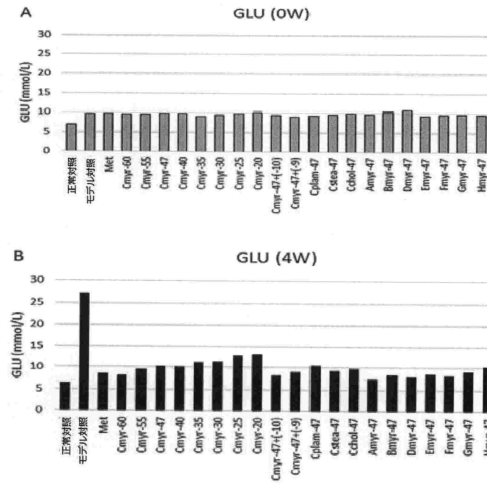 A
GLU (0W)
GLU (mmol/L)
30
25
20
15
10
5
0
正常対照
モデル対照
Met
Cmyr-60
Cmyr-55
Cmyr-47
Cmyr-40
Cmyr-35
Cmyr-30
Cmyr-25
Cmyr-20
Cmyr-47+(-10)
Cmyr-47+(-9)
Cplam-47
Cstea-47
Cchol-47
Amyr-47
Bmyr-47
Dmyr-47
Emyr-47
Fmyr-47
Gmyr-47
Hmyr-47
B
GLU (4W)
GLU (mmol/L)
30
25
20
15
10
5
0
正常対照
モデル対照
Met
Cmyr-60
Cmyr-55
Cmyr-47
Cmyr-40
Cmyr-35
Cmyr-30
Cmyr-25
Cmyr-20
Cmyr-47+(-10)
Cmyr-47+(-9)
Cplam-47
Cstea-47
Cchol-47
Amyr-47
Bmyr-47
Dmyr-47
Emyr-47
Fmyr-47
Gmyr-47